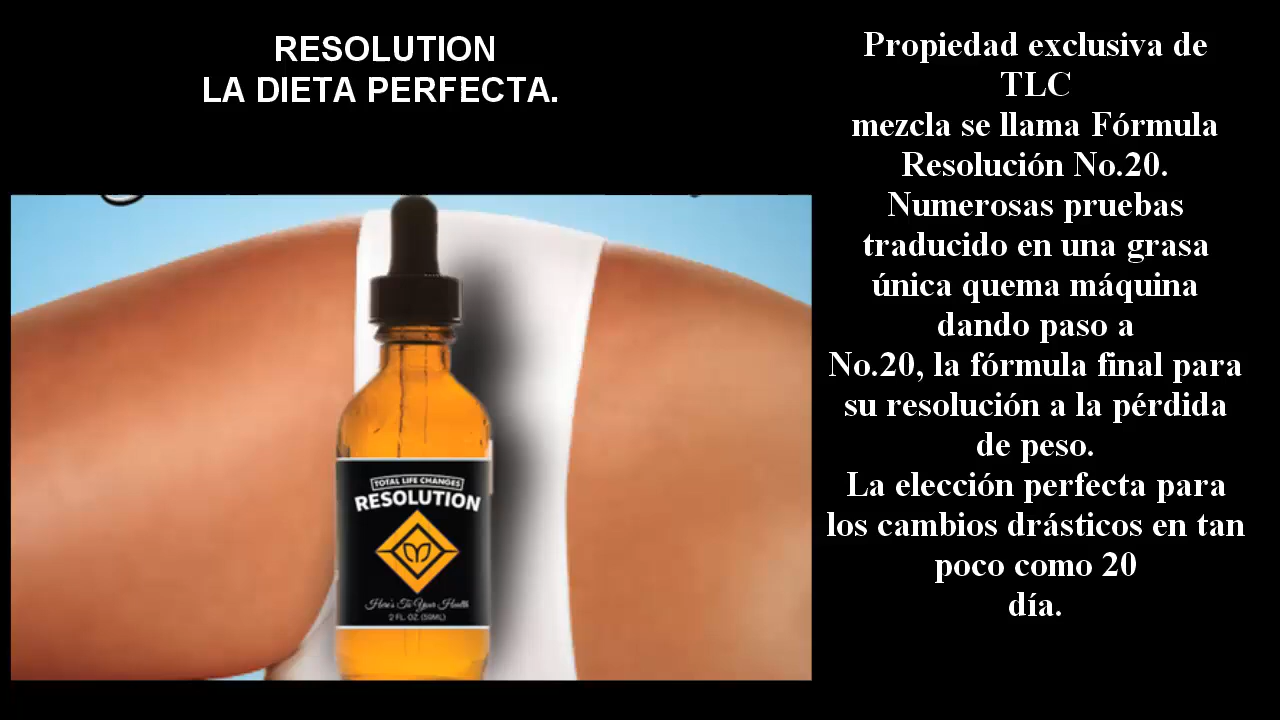 RESOLUTION
LA DIETA PERFECTA.
Propiedad exclusiva de
TLC
mezcla se llama Fórmula
Resolución No.20.
Numerosas pruebas
traducido en una grasa
única quema máquina
dando paso a
No.20, la fórmula final para
su resolución a la pérdida
de peso.
La elección perfecta para
los cambios drásticos en tan
poco como 20
día.
TOTAL LIFE CHANGES
RESOLUTION
Here's To Your Health
2 FL. OZ. (59ML)